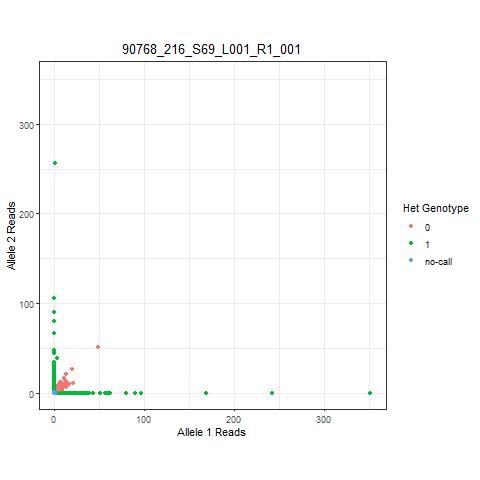 90768_216_S69_L001_R1_001
Allele 2 Reads
300
200
100
0
0
100
200
300
Allele 1 Reads
Het Genotype
0
1
no-call